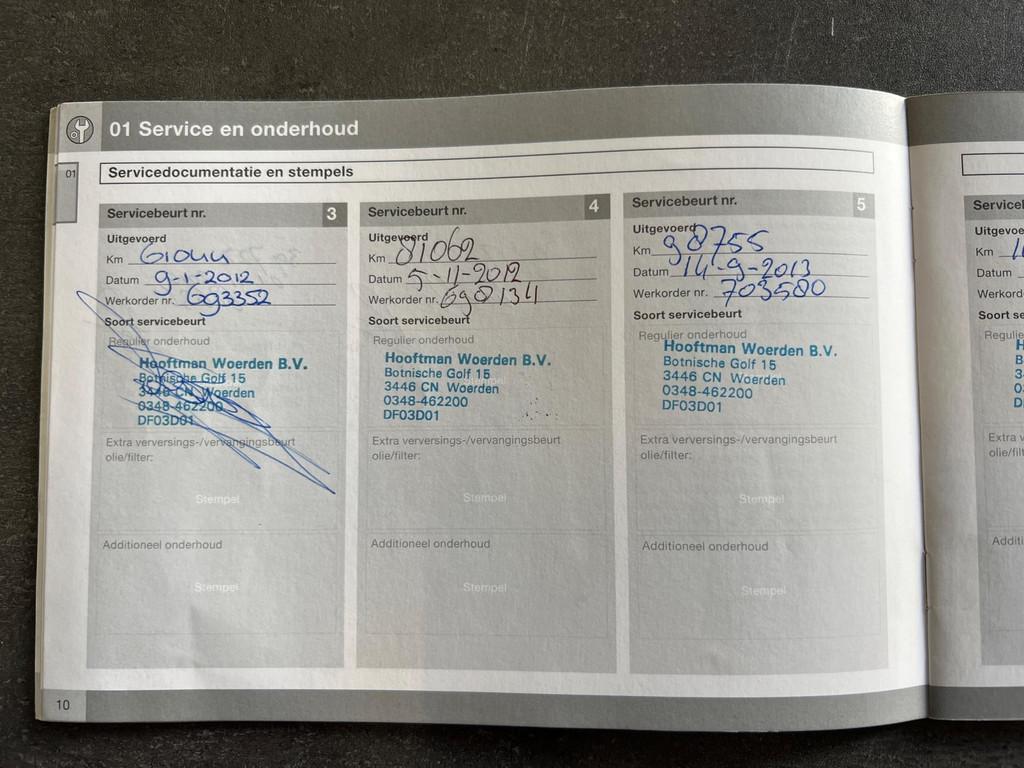 01 Service en onderhoud
01
Servicedocumentatie en stempels
Servicebeurt nr. 3
Uitgevoerd
Km 61044
Datum 9-1-2012
Werkorder nr. 693352
Soort servicebeurt
Regulier onderhoud
Hooftman Woerden B.V.
Botnische Golf 15
3446 CN Woerden
0348-462200
DF03D01
Extra verversings-/vervangingsbeurt
olie/filter:
Stempel
Additioneel onderhoud
Stempel
Servicebeurt nr. 4
Uitgevoerd
Km 81062
Datum 5-11-2012
Werkorder nr. 698134
Soort servicebeurt
Regulier onderhoud
Hooftman Woerden B.V.
Botnische Golf 15
3446 CN Woerden
0348-462200
DF03D01
Extra verversings-/vervangingsbeurt
olie/filter:
Stempel
Additioneel onderhoud
Stempel
Servicebeurt nr. 5
Uitgevoerd
Km 98755
Datum 14-9-2013
Werkorder nr. 703580
Soort servicebeurt
Regulier onderhoud
Hooftman Woerden B.V.
Botnische Golf 15
3446 CN Woerden
0348-462200
DF03D01
Extra verversings-/vervangingsbeurt
olie/filter:
Stempel
Additioneel onderhoud
Stempel
10
Km
Datum